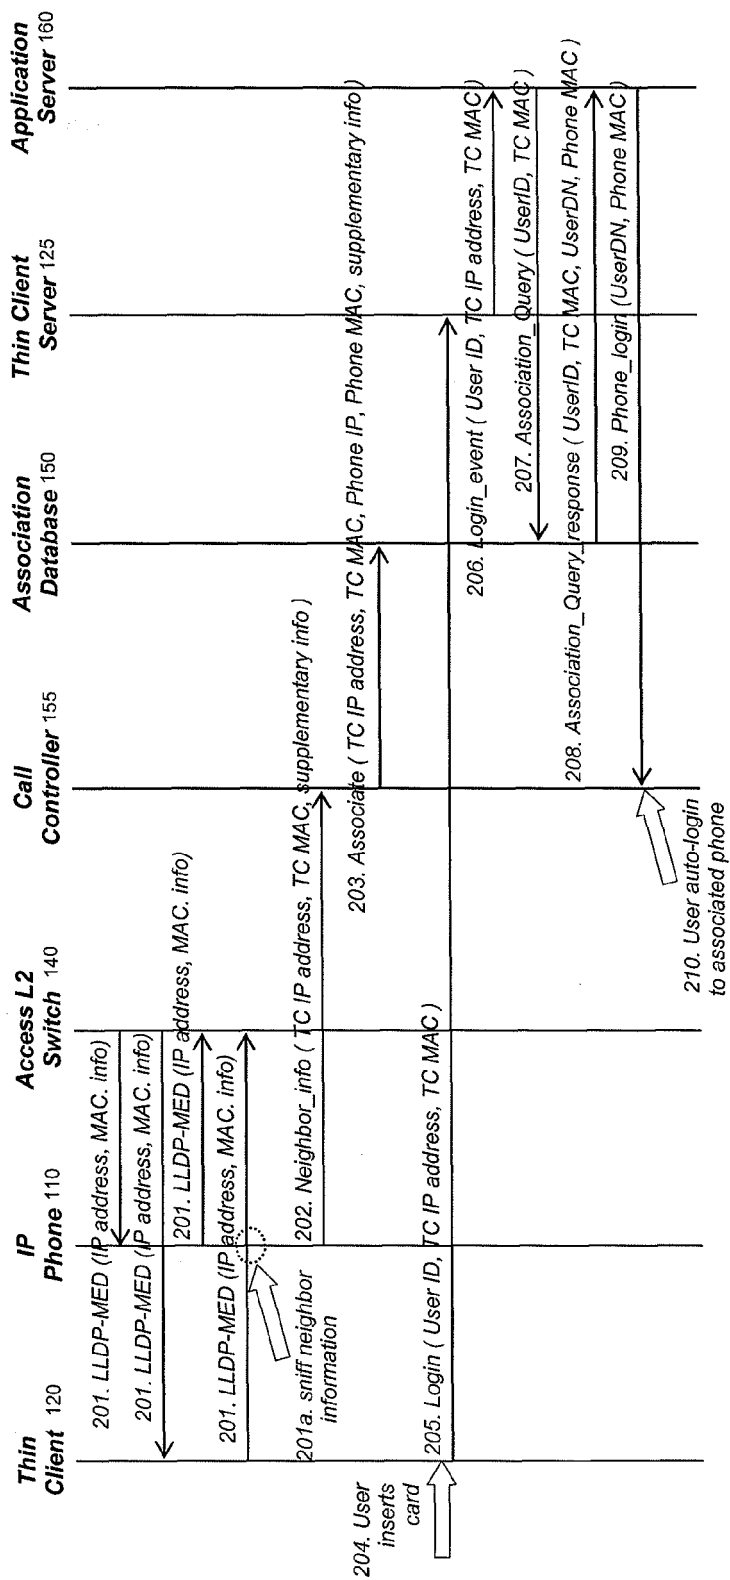 Thin
Client 120
IP
Phone 110
Access L2
Switch 140
Call
Controller 155
Association
Database 150
Thin Client
Server 125
Application
Server 160
201. LLDP-MED (IP address, MAC. info)
201. LLDP-MED (IP address, MAC. info)
201. LLDP-MED (IP address, MAC. info)
201. LLDP-MED (IP address, MAC. info)
201a. sniff neighbor
information
202. Neighbor_info ( TC IP address, TC MAC, supplementary info )
203. Associate ( TC IP address, TC MAC, Phone IP, Phone MAC, supplementary info )
204. User
inserts
card
205. Login ( User ID, TC IP address, TC MAC )
206. Login_event ( User ID, TC IP address, TC MAC )
207. Association_Query ( UserID, TC MAC )
208. Association_Query_response ( UserID, TC MAC, UserDN, Phone MAC )
209. Phone_login (UserDN, Phone MAC)
210. User auto-login
to associated phone